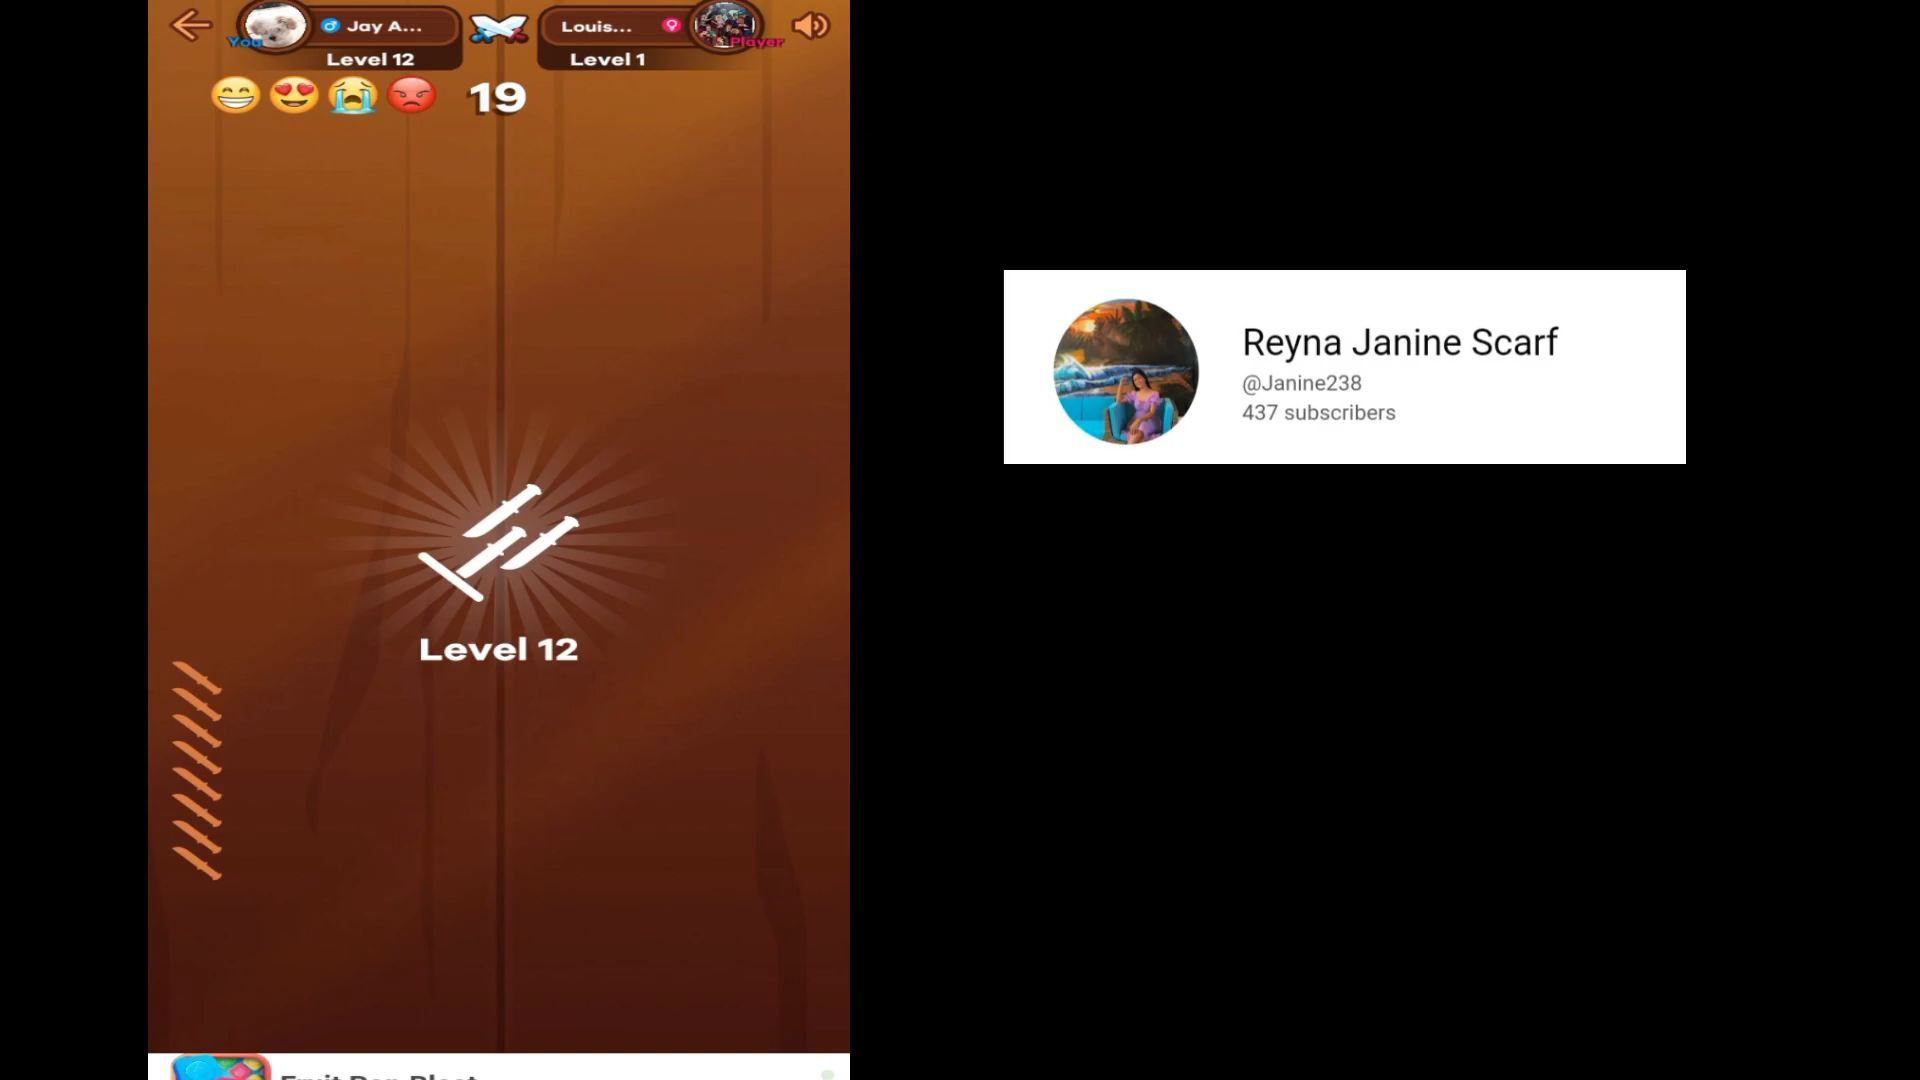 You
Jay A...
Level 12
Louis...
Player
Level 1
19
Level 12
Reyna Janine Scarf
@Janine238
437 subscribers